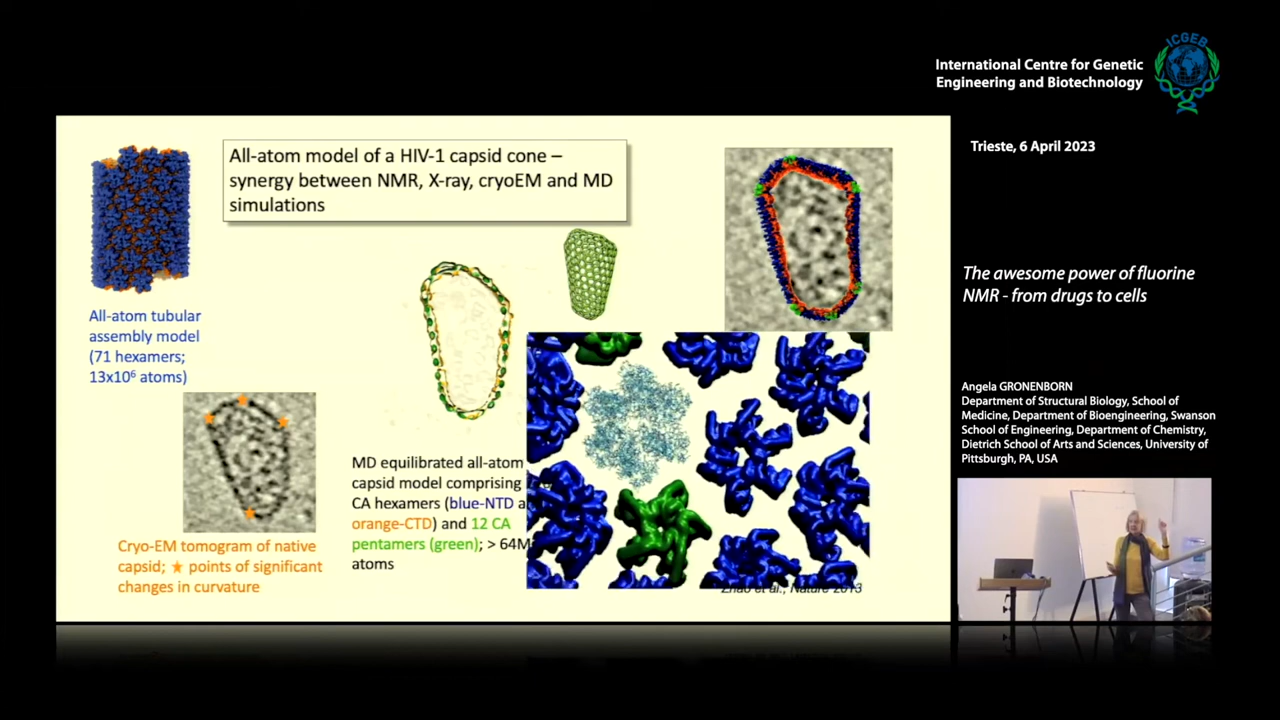 ICGEB
International Centre for Genetic
Engineering and Biotechnology
Trieste, 6 April 2023
All-atom model of a HIV-1 capsid cone –
synergy between NMR, X-ray, cryoEM and MD
simulations
All-atom tubular
assembly model
(71 hexamers;
13x10⁶ atoms)
Cryo-EM tomogram of native
capsid; ★ points of significant
changes in curvature
MD equilibrated all-atom
capsid model comprising
CA hexamers (blue-NTD
orange-CTD) and 12 CA
pentamers (green); > 64M
atoms
Zhao et al., Nature 2013
The awesome power of fluorine
NMR - from drugs to cells
Angela GRONENBORN
Department of Structural Biology, School of
Medicine, Department of Bioengineering, Swanson
School of Engineering, Department of Chemistry,
Dietrich School of Arts and Sciences, University of
Pittsburgh, PA, USA